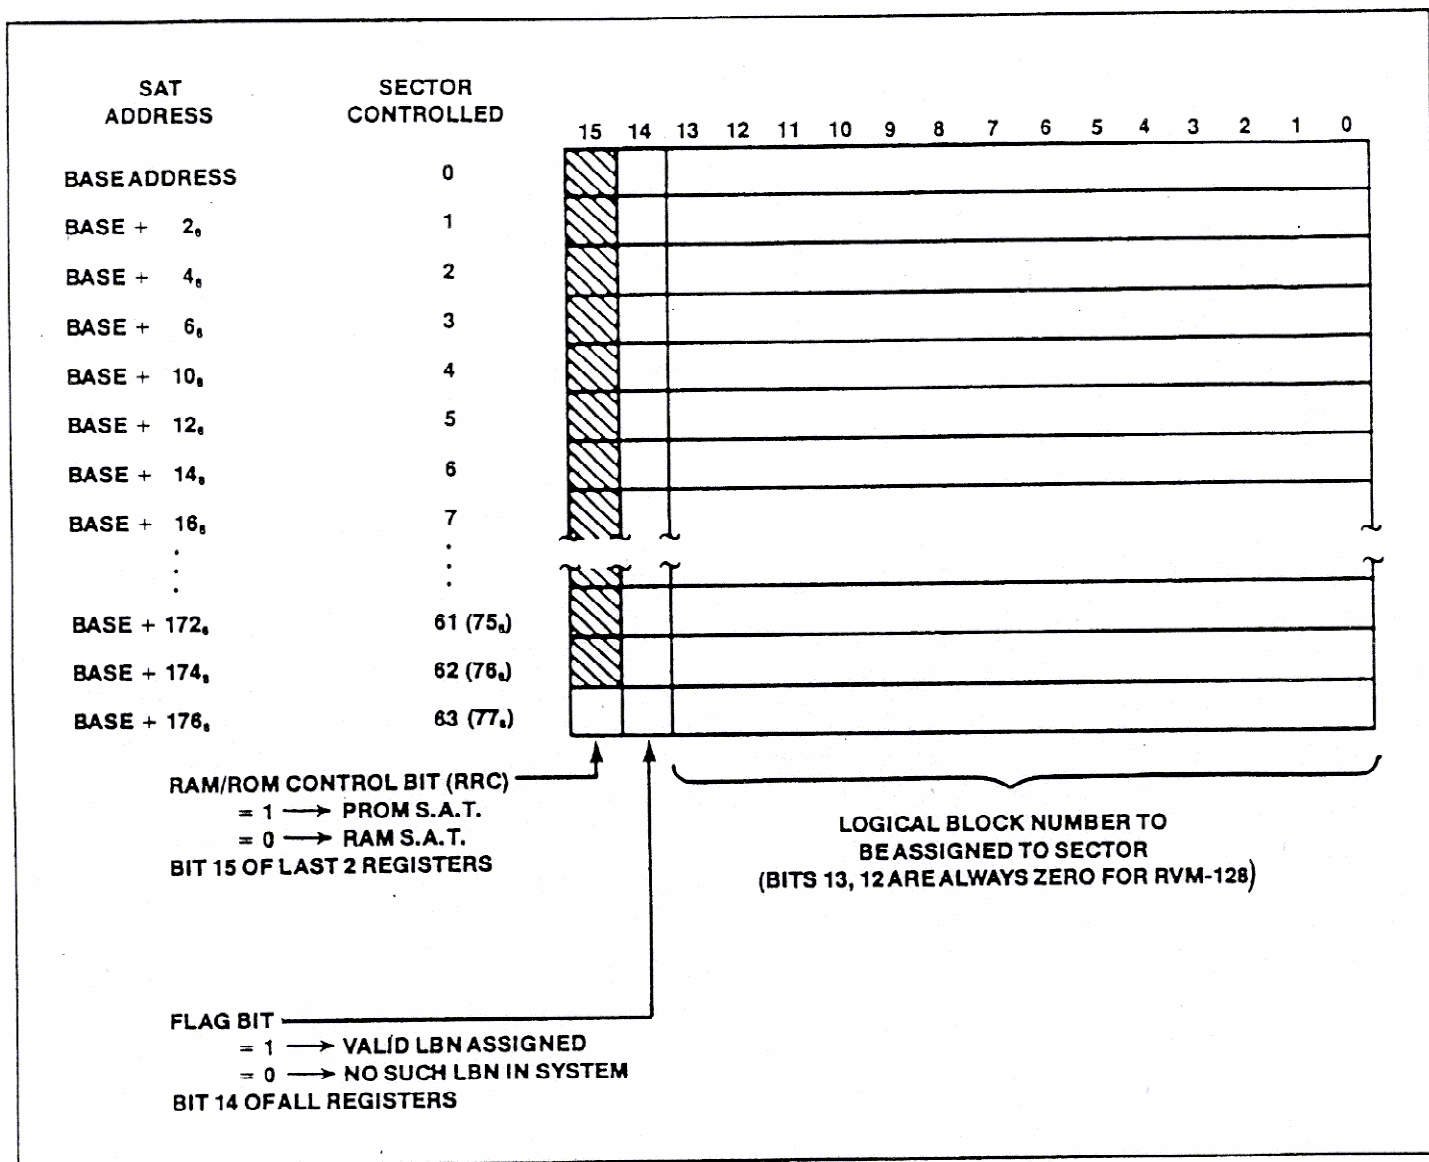 SAT ADDRESS
SECTOR CONTROLLED
15 14 13 12 11 10 9 8 7 6 5 4 3 2 1 0
BASE ADDRESS 0
BASE + 2₈ 1
BASE + 4₈ 2
BASE + 6₈ 3
BASE + 10₈ 4
BASE + 12₈ 5
BASE + 14₈ 6
BASE + 16₈ 7
BASE + 172₈ 61 (75₈)
BASE + 174₈ 62 (76₈)
BASE + 176₈ 63 (77₈)
RAM/ROM CONTROL BIT (RRC)
= 1 → PROM S.A.T.
= 0 → RAM S.A.T.
BIT 15 OF LAST 2 REGISTERS
LOGICAL BLOCK NUMBER TO
BE ASSIGNED TO SECTOR
(BITS 13, 12 ARE ALWAYS ZERO FOR RVM-128)
FLAG BIT
= 1 → VALID LBN ASSIGNED
= 0 → NO SUCH LBN IN SYSTEM
BIT 14 OF ALL REGISTERS